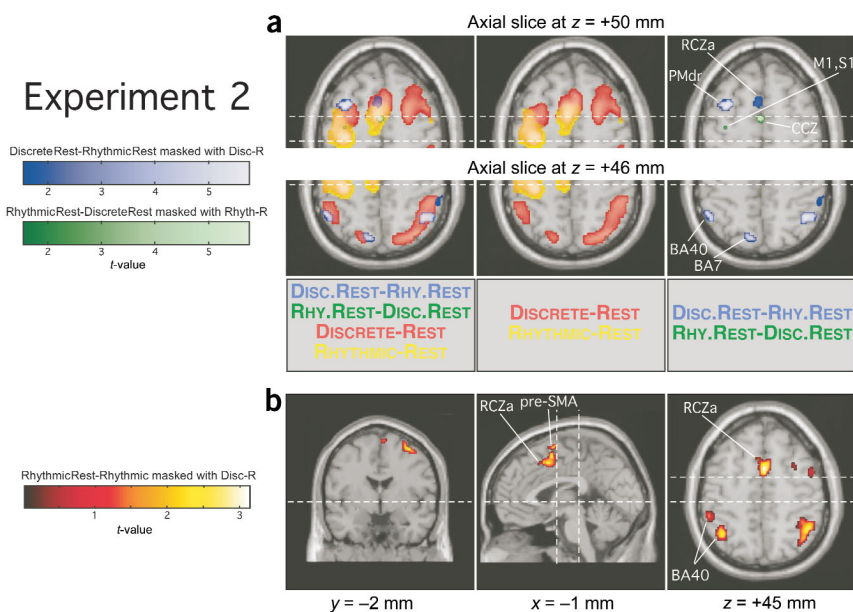 a
Axial slice at z = +50 mm
Experiment 2
RCZa
M1,S1
PMdr
CCZ
DiscreteRest-RhythmicRest masked with Disc-R
2 3 4 5
Axial slice at z = +46 mm
RhythmicRest-DiscreteRest masked with Rhyth-R
2 3 4 5
t-value
BA40
BA7
DISC.REST-RHY.REST
RHY.REST-DISC.REST
DISCRETE-REST
RHYTHMIC-REST
DISCRETE-REST
RHYTHMIC-REST
DISC.REST-RHY.REST
RHY.REST-DISC.REST
b
RCZa
pre-SMA
RCZa
RhythmicRest-Rhythmic masked with Disc-R
1 2 3
t-value
BA40
y = –2 mm
x = –1 mm
z = +45 mm